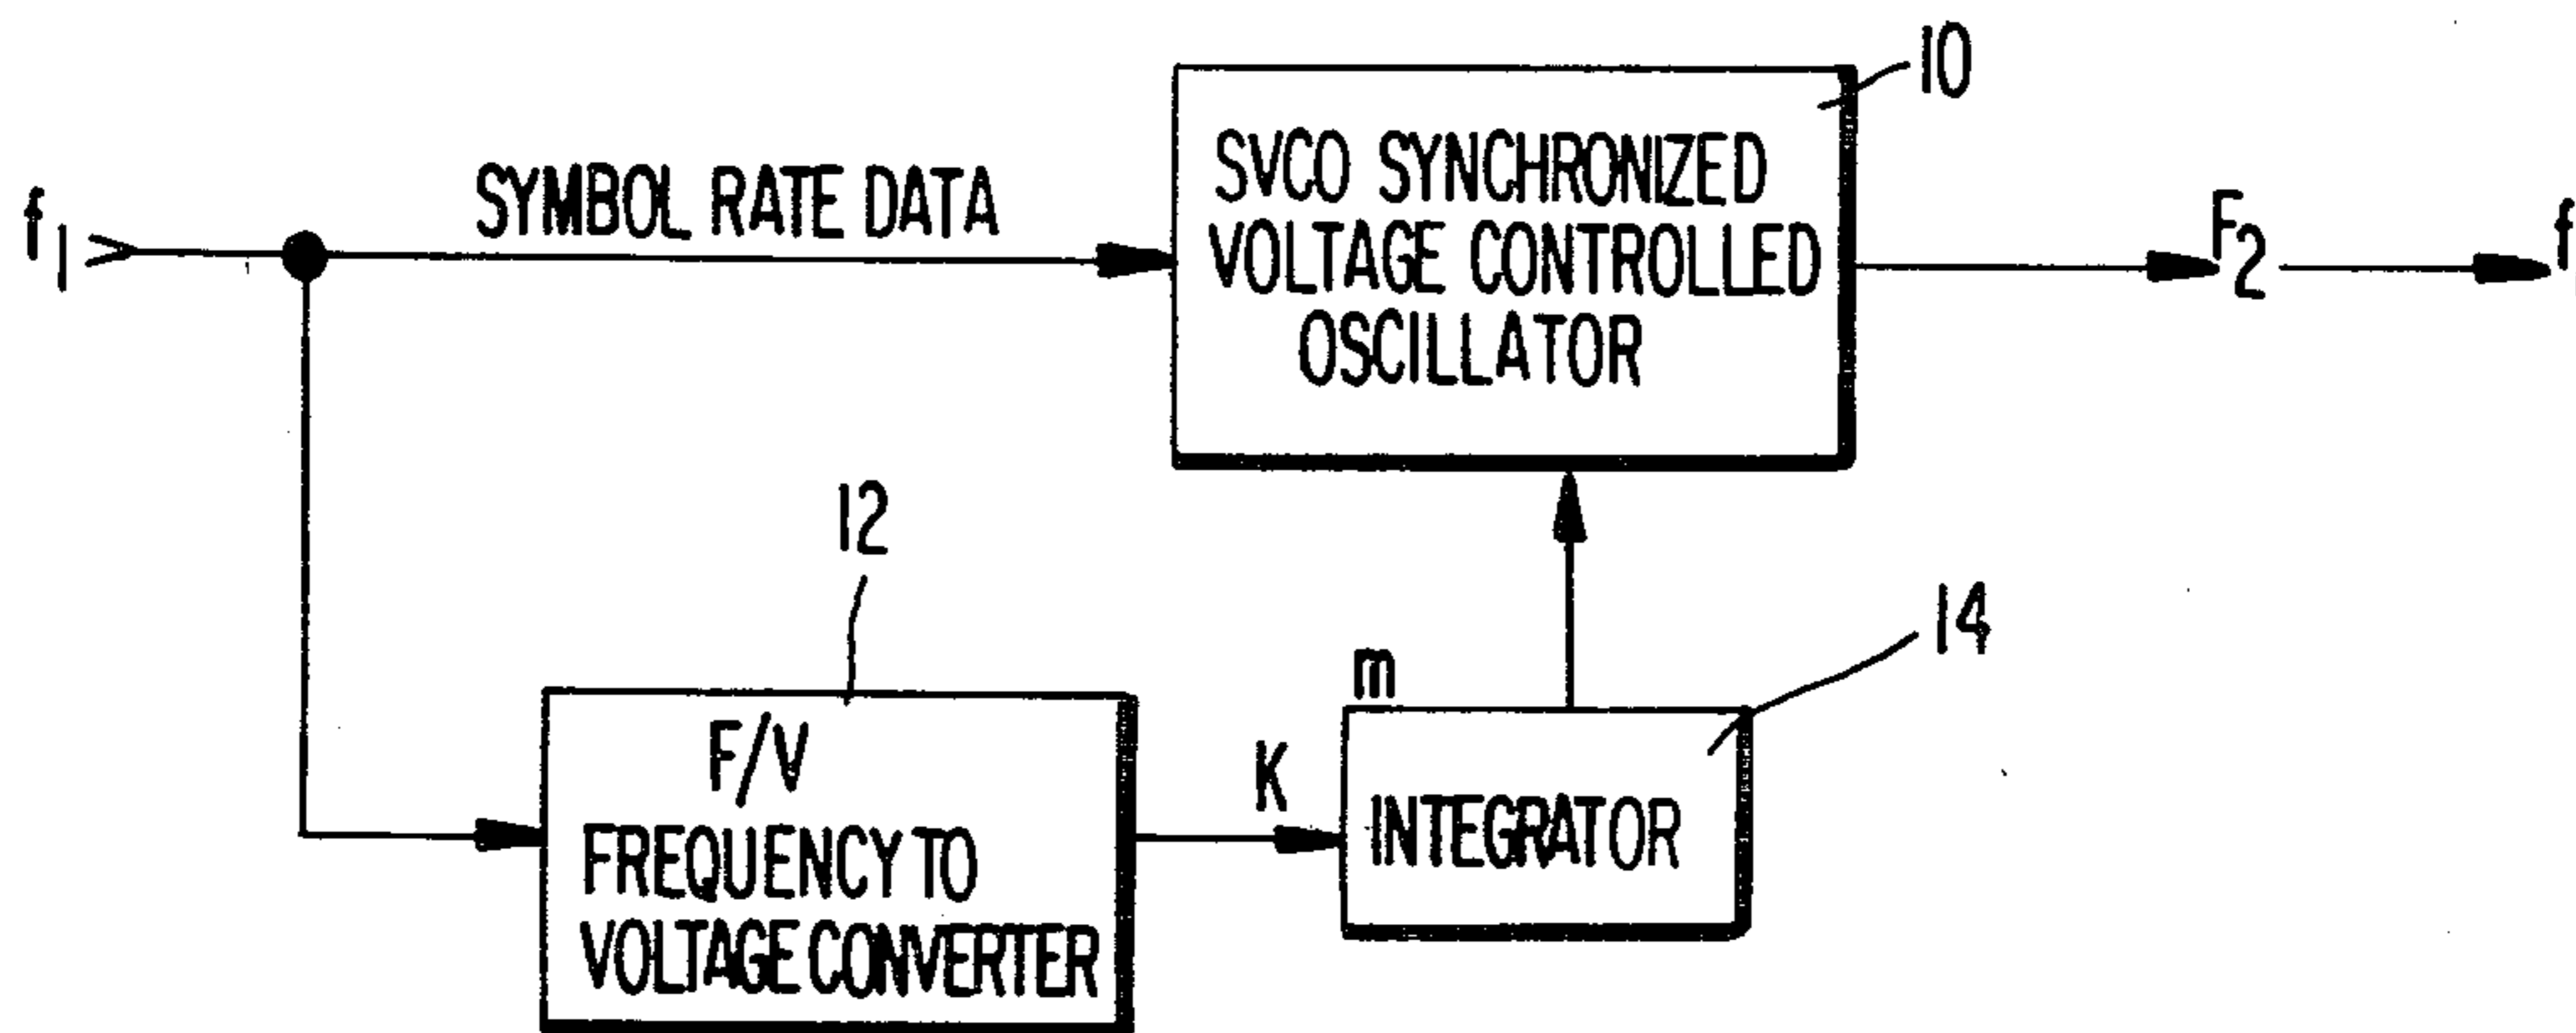 10
SVCO SYNCHRONIZED
VOLTAGE CONTROLLED
OSCILLATOR
SYMBOL RATE DATA
f1
F2
12
14
F/V
FREQUENCY TO
VOLTAGE CONVERTER
K
m
INTEGRATOR